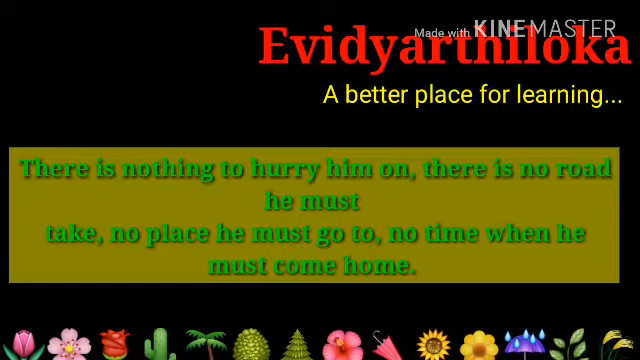 Made with KINEMASTER
Evidyarthiloka
A better place for learning...
There is nothing to hurry him on, there is no road
he must
take, no place he must go to, no time when he
must come home.